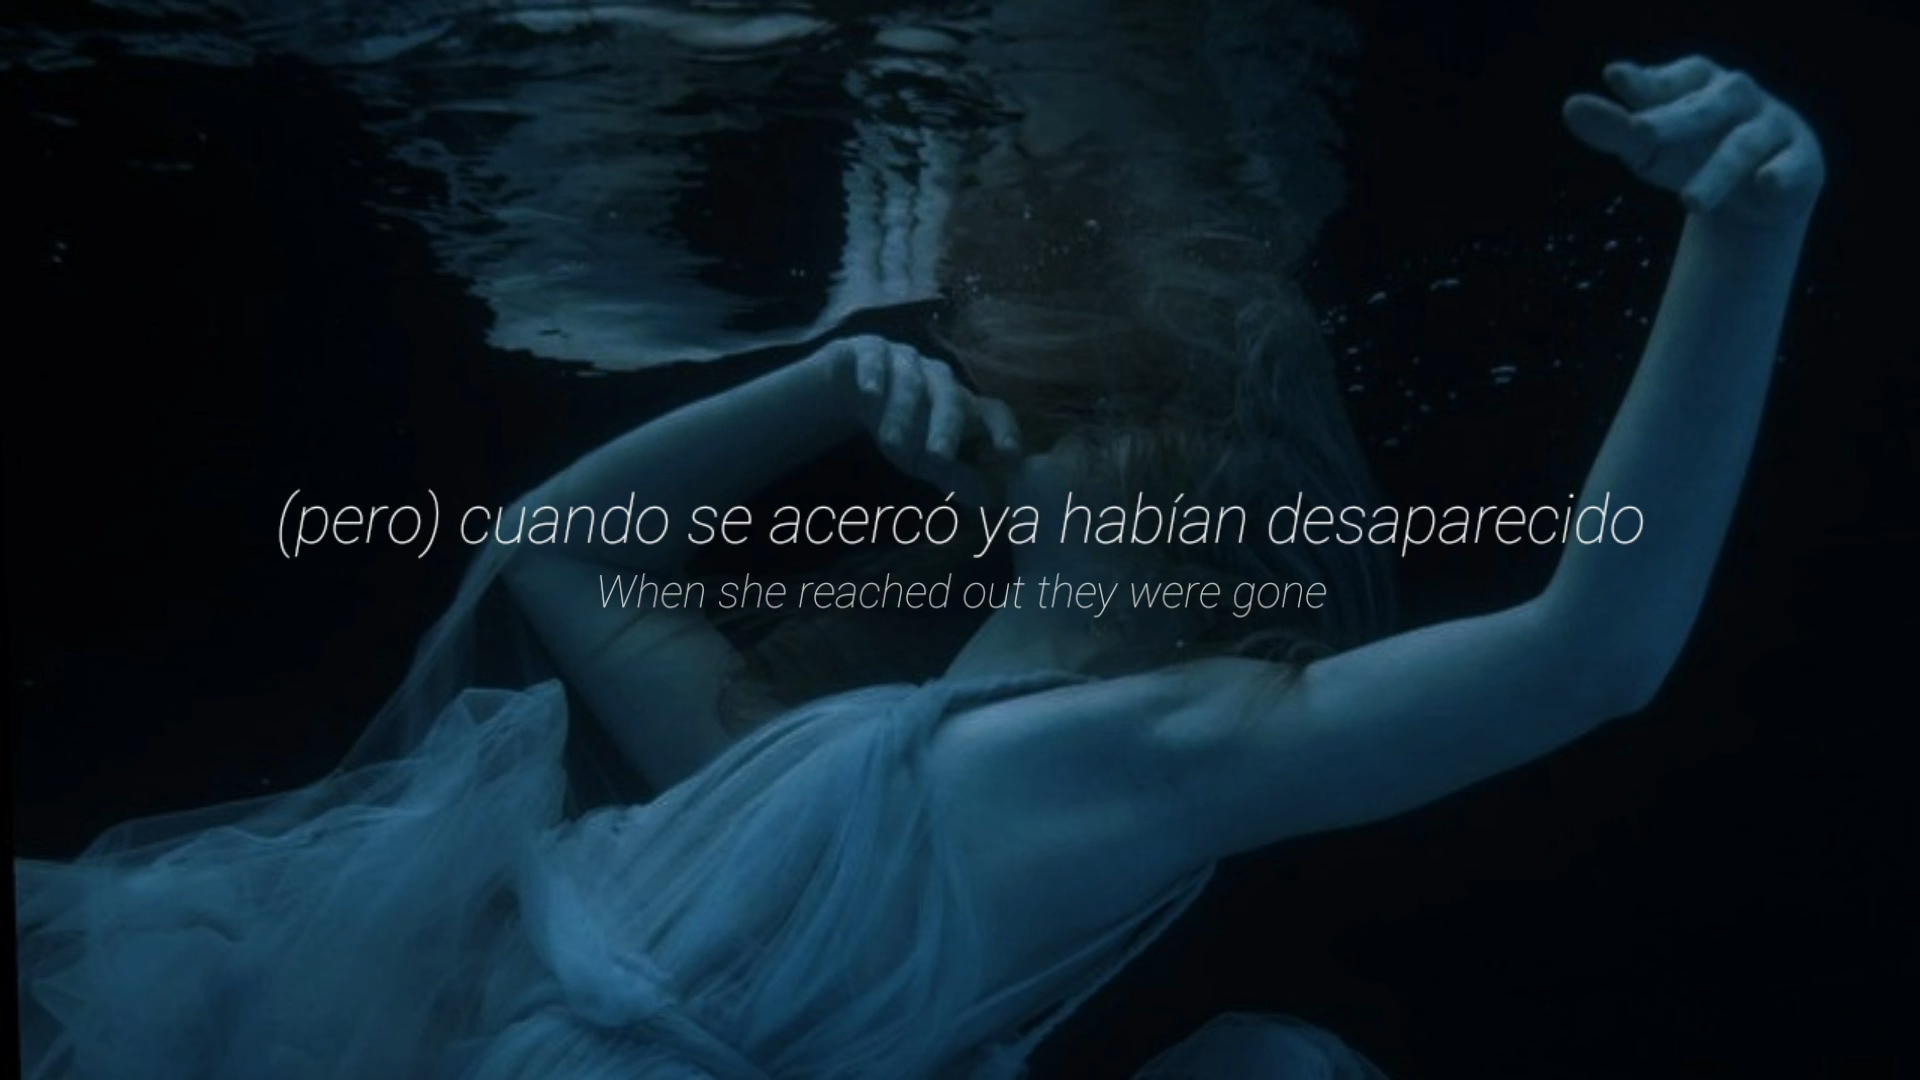 (pero) cuando se acercó ya habían desaparecido
When she reached out they were gone